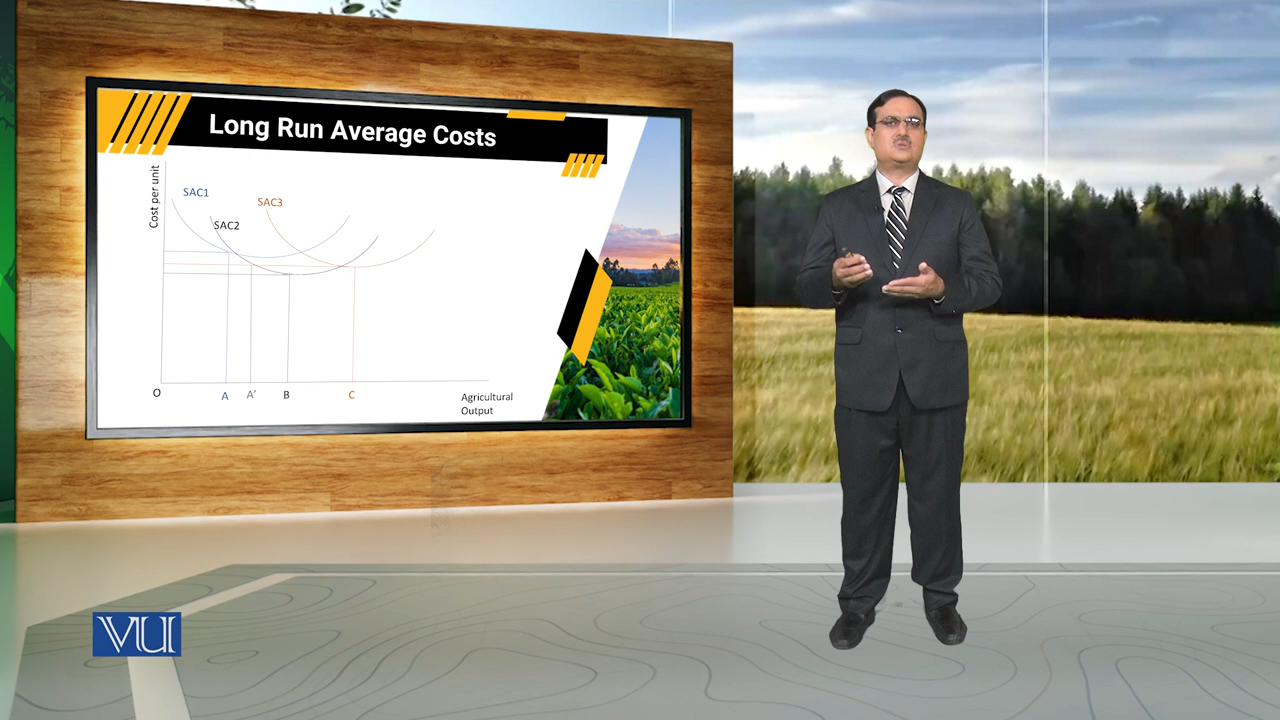 Long Run Average Costs
Cost per unit
SAC1
SAC3
SAC2
O
A
A'
B
C
Agricultural
Output
VU